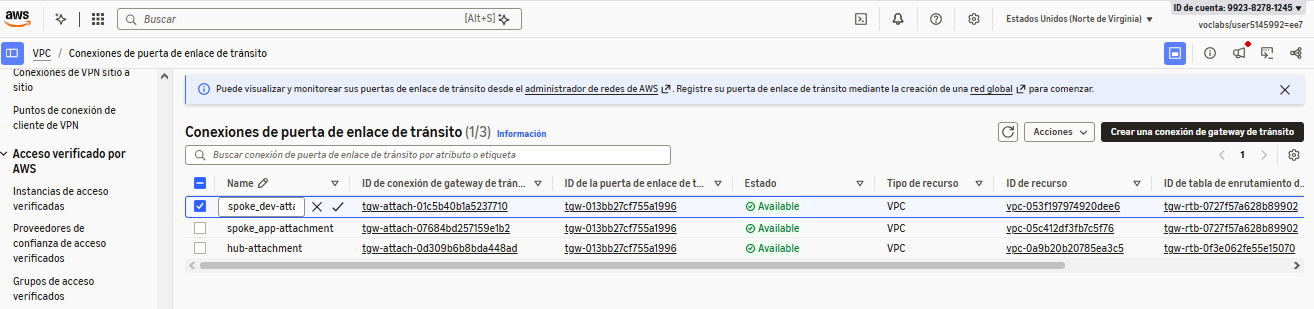 aws
Buscar
[Alt+S]
Estados Unidos (Norte de Virginia)
ID de cuenta: 9923-8278-1245
voclabs/user5145992=ee7
VPC / Conexiones de puerta de enlace de tránsito
Conexiones de VPN sitio a
sitio
Puntos de conexión de
cliente de VPN
Acceso verificado por
AWS
Instancias de acceso
verificadas
Proveedores de
confianza de acceso
verificados
Grupos de acceso
verificados
Puede visualizar y monitorear sus puertas de enlace de tránsito desde el administrador de redes de AWS . Registre su puerta de enlace de tránsito mediante la creación de una red global para comenzar.
Conexiones de puerta de enlace de tránsito (1/3) Información
Acciones
Crear una conexión de gateway de tránsito
Buscar conexión de puerta de enlace de tránsito por atributo o etiqueta
1
Name ID de conexión de gateway de trán... ID de la puerta de enlace de t... Estado Tipo de recurso ID de recurso ID de tabla de enrutamiento d...
spoke_dev-atta tgw-attach-01c5b40b1a5237710 tgw-013bb27cf755a1996 Available VPC vpc-053f197974920dee6 tgw-rtb-0727f57a628b89902
spoke_app-attachment tgw-attach-07684bd257159e1b2 tgw-013bb27cf755a1996 Available VPC vpc-05c412df3fb7c5f76 tgw-rtb-0727f57a628b89902
hub-attachment tgw-attach-0d309b6b8bda448ad tgw-013bb27cf755a1996 Available VPC vpc-0a9b20b20785ea3c5 tgw-rtb-0f3e062fe55e15070